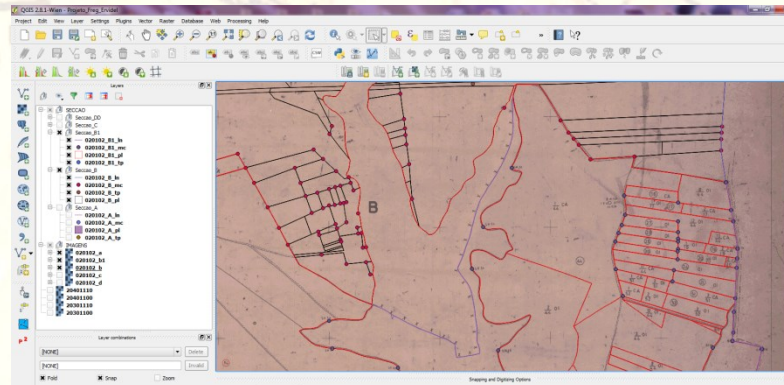 QGIS 2.8.1-Wien - Projeto_Freg_Ervidel
Project Edit View Layer Settings Plugins Vector Raster Database Web Processing Help
Layers
SECCAO
Seccao_DD
Seccao_C
Seccao_B1
020102_B1_ln
020102_B1_mc
020102_B1_pl
020102_B1_tp
Seccao_B
020102_B_ln
020102_B_mc
020102_B_tp
020102_B_pl
Seccao_A
020102_A_ln
020102_A_mc
020102_A_pl
020102_A_tp
IMAGENS
020102_a
020102_b1
020102_b
020102_c
020102_d
20401110
20401100
20301110
20301100
Layer combinations
[NONE] Delete
[NONE] Invalid
Fold Snap Zoom
B
Snapping and Digitizing Options